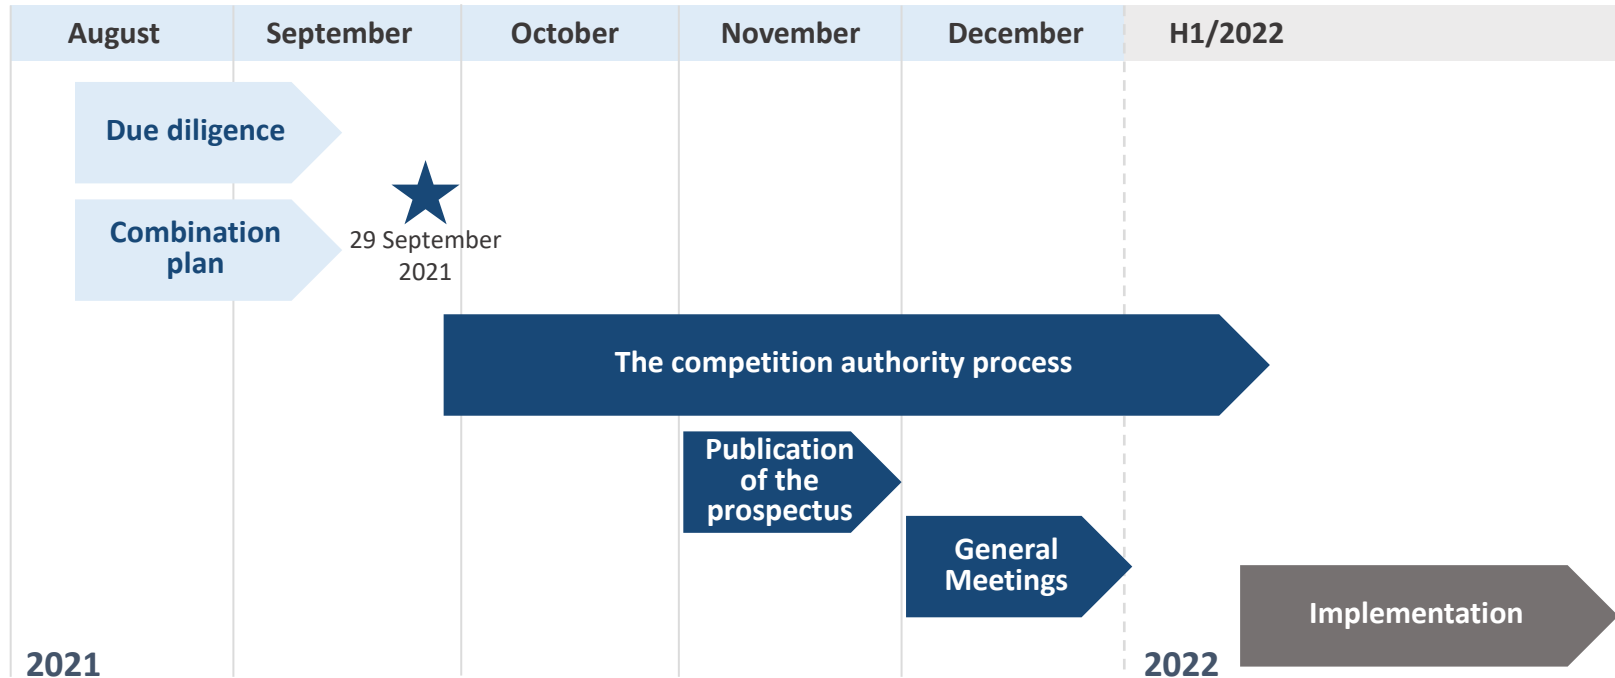 August
September
October
November
December
H1/2022
Due diligence
Combination
plan
29 September
2021
The competition authority process
Publication
of the
prospectus
General
Meetings
Implementation
2021
2022